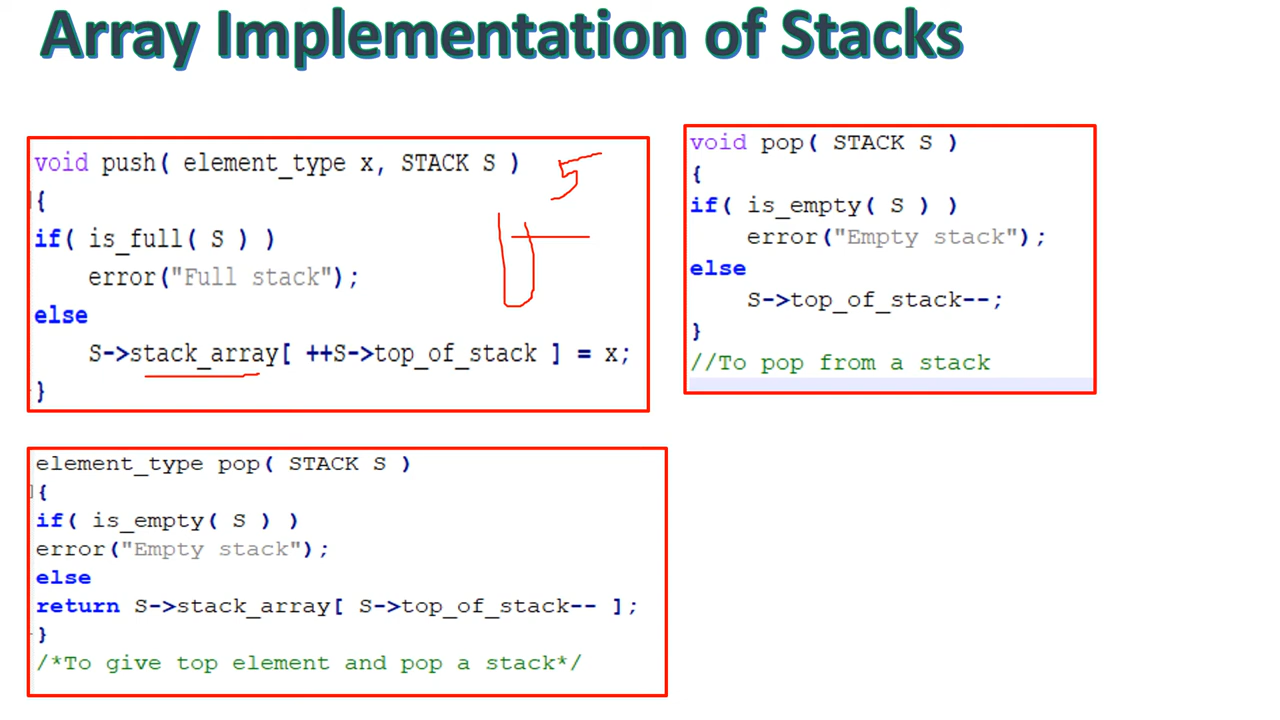 Array Implementation of Stacks
void push( element_type x, STACK S )
{
if( is_full( S ) )
error("Full stack");
else
S->stack_array[ ++S->top_of_stack ] = x;
}
5
void pop( STACK S )
{
if( is_empty( S ) )
error("Empty stack");
else
S->top_of_stack--;
}
//To pop from a stack
element_type pop( STACK S )
{
if( is_empty( S ) )
error("Empty stack");
else
return S->stack_array[ S->top_of_stack-- ];
}
/*To give top element and pop a stack*/